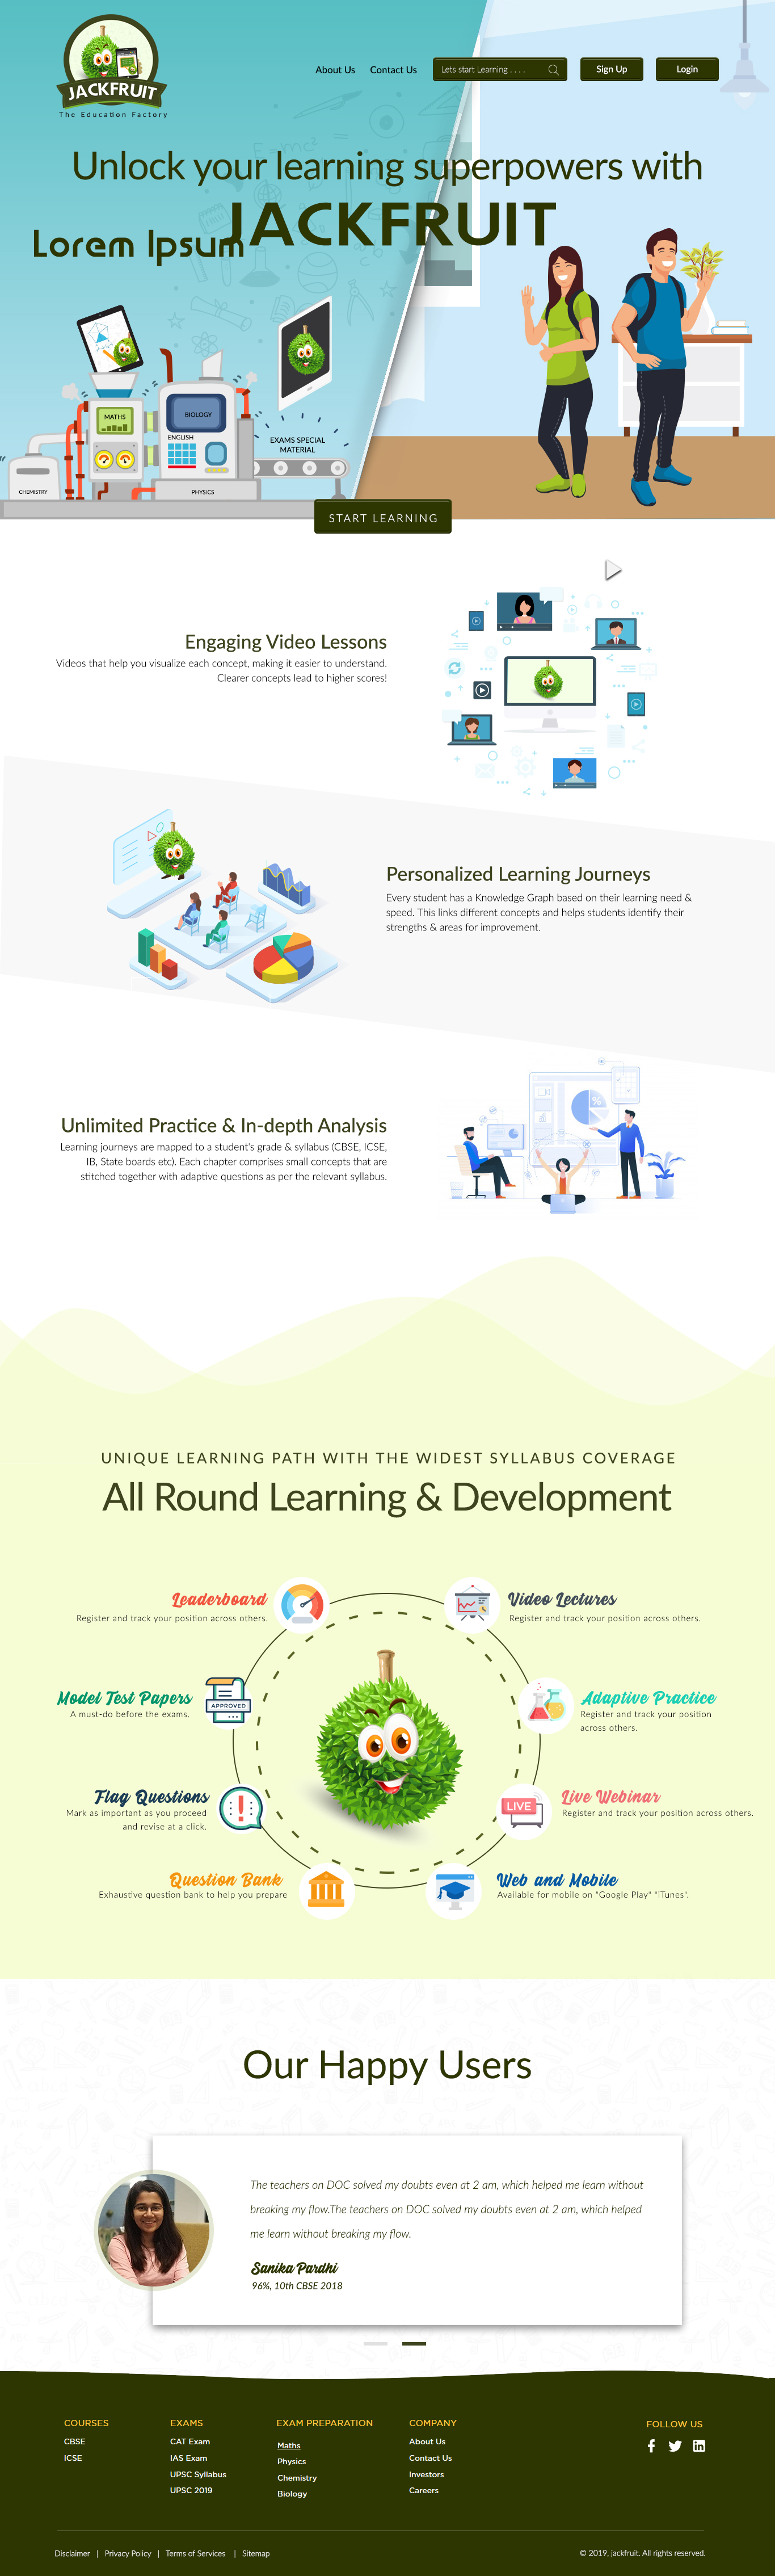 JACKFRUIT
The Education Factory
About Us
Contact Us
Lets start Learning . . . .
Sign Up
Login
Unlock your learning superpowers with
JACKFRUIT
Lorem Ipsum
MATHS
BIOLOGY
ENGLISH
EXAMS SPECIAL
MATERIAL
CHEMISTRY
PHYSICS
START LEARNING
Engaging Video Lessons
Videos that help you visualize each concept, making it easier to understand.
Clearer concepts lead to higher scores!
Personalized Learning Journeys
Every student has a Knowledge Graph based on their learning need &
speed. This links different concepts and helps students identify their
strengths & areas for improvement.
Unlimited Practice & In-depth Analysis
Learning journeys are mapped to a student's grade & syllabus (CBSE, ICSE,
IB, State boards etc). Each chapter comprises small concepts that are
stitched together with adaptive questions as per the relevant syllabus.
%
UNIQUE LEARNING PATH WITH THE WIDEST SYLLABUS COVERAGE
All Round Learning & Development
Leaderboard
Register and track your position across others.
Video Lectures
Register and track your position across others.
Model Test Papers
A must-do before the exams.
APPROVED
Adaptive Practice
Register and track your position
across others.
Flag Questions
Mark as important as you proceed
and revise at a click.
LIVE
Live Webinar
Register and track your position across others.
Question Bank
Exhaustive question bank to help you prepare
Web and Mobile
Available for mobile on "Google Play" "iTunes".
Our Happy Users
The teachers on DOC solved my doubts even at 2 am, which helped me learn without
breaking my flow.The teachers on DOC solved my doubts even at 2 am, which helped
me learn without breaking my flow.
Sanika Pardhi
96%, 10th CBSE 2018
COURSES
CBSE
ICSE
EXAMS
CAT Exam
IAS Exam
UPSC Syllabus
UPSC 2019
EXAM PREPARATION
Maths
Physics
Chemistry
Biology
COMPANY
About Us
Contact Us
Investors
Careers
FOLLOW US
Disclaimer | Privacy Policy | Terms of Services | Sitemap
© 2019, jackfruit. All rights reserved.